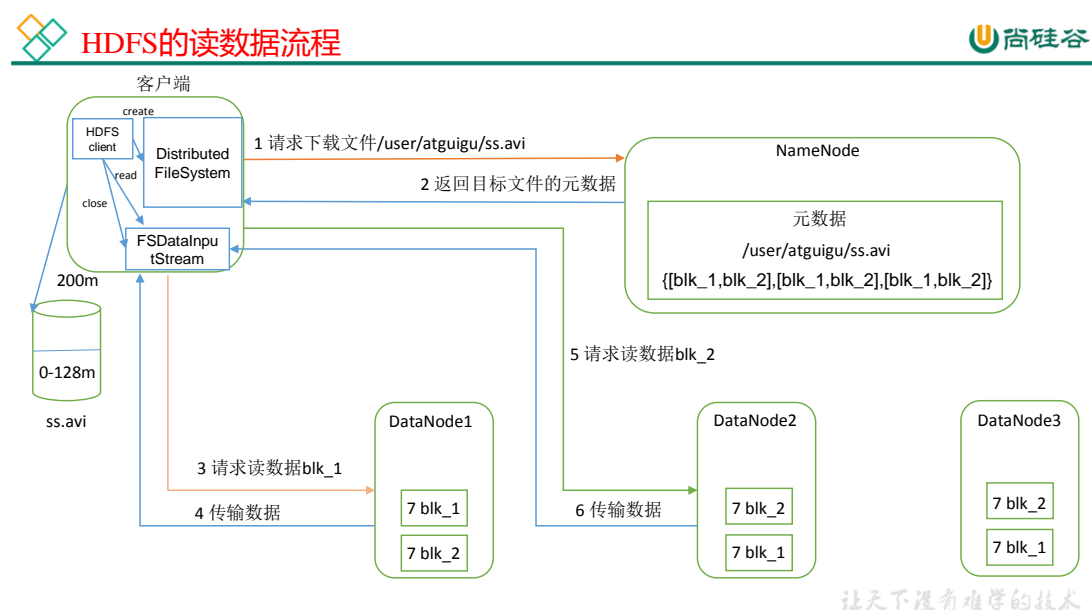 HDFS的读数据流程
尚硅谷
客户端
create
HDFS
client
Distributed
FileSystem
read
close
FSDataInpu
tStream
1 请求下载文件/user/atguigu/ss.avi
2 返回目标文件的元数据
NameNode
元数据
/user/atguigu/ss.avi
{[blk_1,blk_2],[blk_1,blk_2],[blk_1,blk_2]}
200m
0-128m
ss.avi
5 请求读数据blk_2
3 请求读数据blk_1
4 传输数据
6 传输数据
DataNode1
7 blk_1
7 blk_2
DataNode2
7 blk_2
7 blk_1
DataNode3
7 blk_2
7 blk_1
让天下没有难学的技术